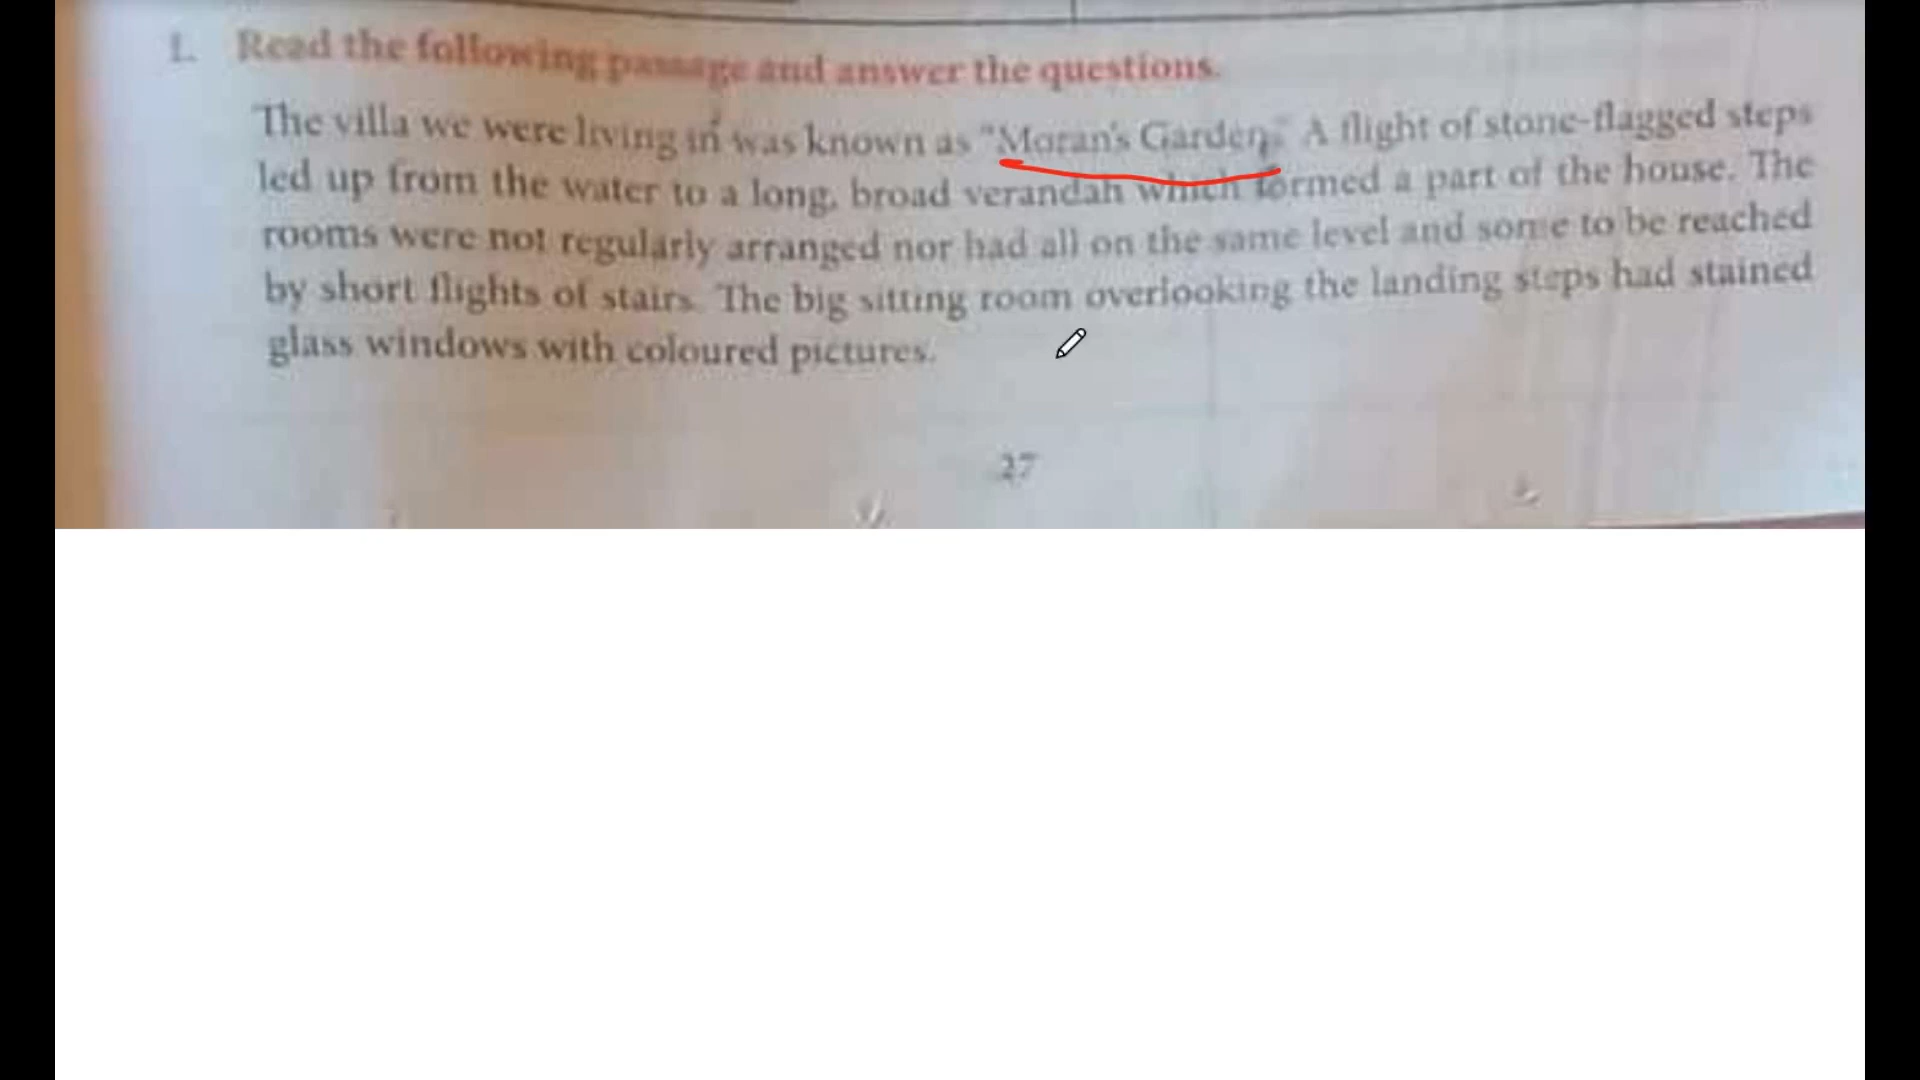 1. Read the following passage and answer the questions.
The villa we were living in was known as "Moran's Garden." A flight of stone-flagged steps
led up from the water to a long, broad verandah which formed a part of the house. The
rooms were not regularly arranged nor had all on the same level and some to be reached
by short flights of stairs. The big sitting room overlooking the landing steps had stained
glass windows with coloured pictures.
27